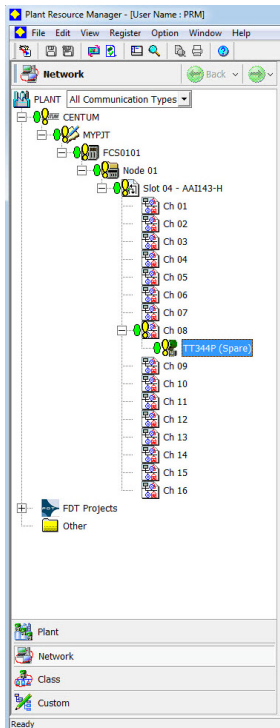 Plant Resource Manager - [User Name : PRM]
File Edit View Register Option Window Help
Network Back
PLANT All Communication Types
CENTUM
MYPJT
FCS0101
Node 01
Slot 04 - AAI143-H
Ch 01
Ch 02
Ch 03
Ch 04
Ch 05
Ch 06
Ch 07
Ch 08
TT344P (Spare)
Ch 09
Ch 10
Ch 11
Ch 12
Ch 13
Ch 14
Ch 15
Ch 16
FDT Projects
Other
Plant
Network
Class
Custom
Ready